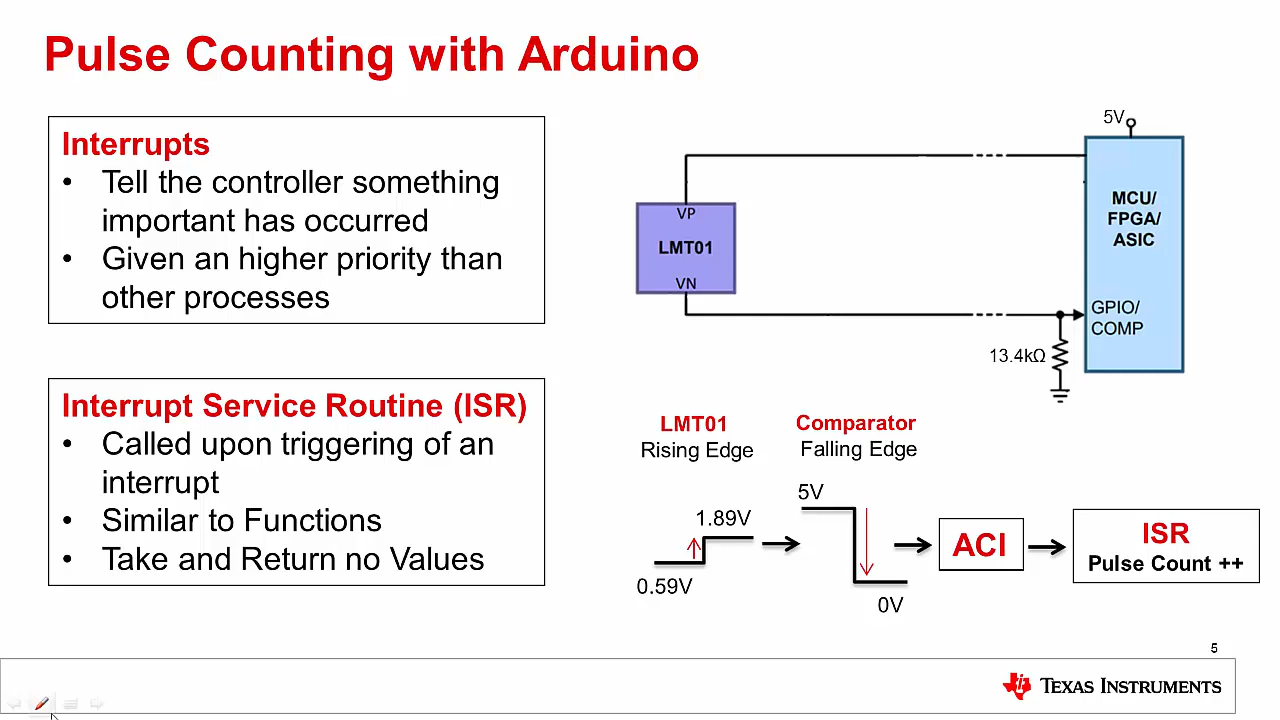 Pulse Counting with Arduino
Interrupts
• Tell the controller something
important has occurred
• Given an higher priority than
other processes
Interrupt Service Routine (ISR)
• Called upon triggering of an
interrupt
• Similar to Functions
• Take and Return no Values
5V
MCU/
FPGA/
ASIC
VP
LMT01
VN
GPIO/
COMP
13.4kΩ
LMT01
Rising Edge
Comparator
Falling Edge
5V
1.89V
0.59V
0V
ACI
ISR
Pulse Count ++
5
TEXAS INSTRUMENTS